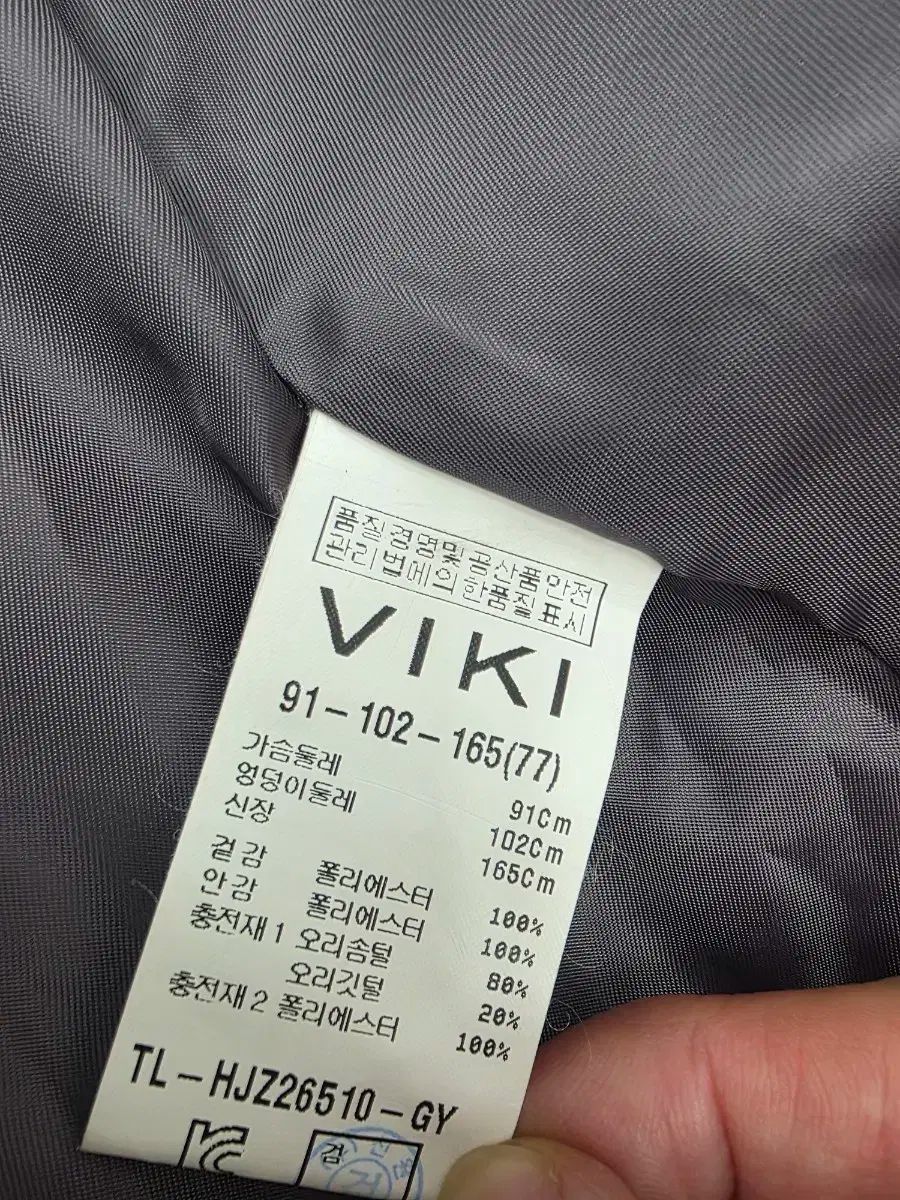 품질경영및공산품안전
관리법에의한품질표시
VIKI
91-102-165(77)
가슴둘레 91Cm
엉덩이둘레 102Cm
신장 165Cm
겉감 폴리에스터 100%
안감 폴리에스터 100%
충전재1 오리솜털 80%
오리깃털 20%
충전재2 폴리에스터 100%
TL-HJZ26510-GY
검